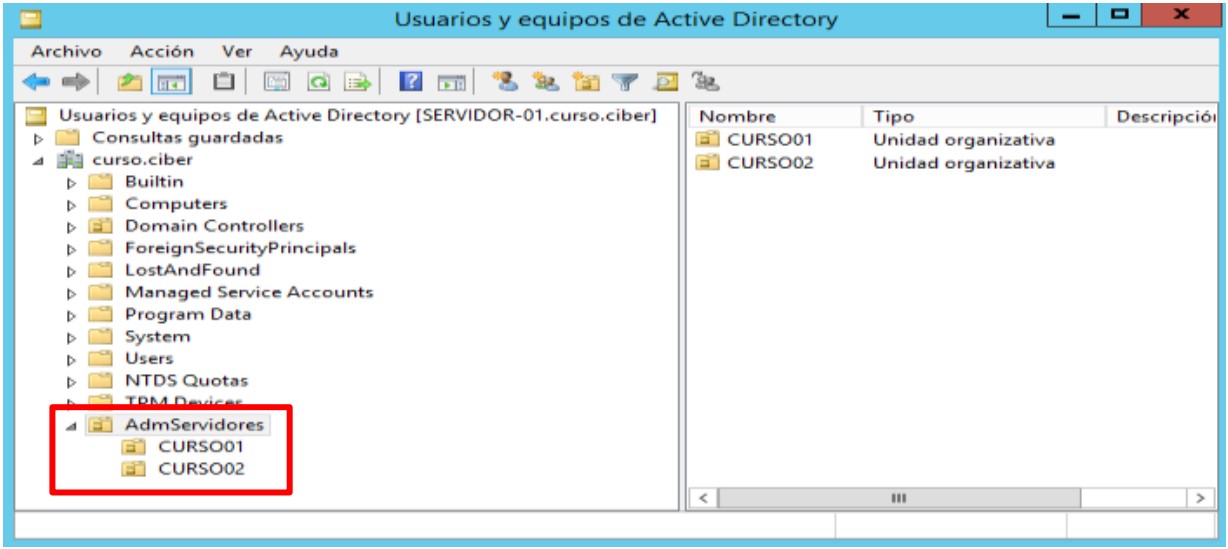 Usuarios y equipos de Active Directory
Archivo Acción Ver Ayuda
Usuarios y equipos de Active Directory [SERVIDOR-01.curso.ciber]
Consultas guardadas
curso.ciber
Builtin
Computers
Domain Controllers
ForeignSecurityPrincipals
LostAndFound
Managed Service Accounts
Program Data
System
Users
NTDS Quotas
TPM Devices
AdmServidores
CURSO01
CURSO02
Nombre Tipo Descripción
CURSO01 Unidad organizativa
CURSO02 Unidad organizativa